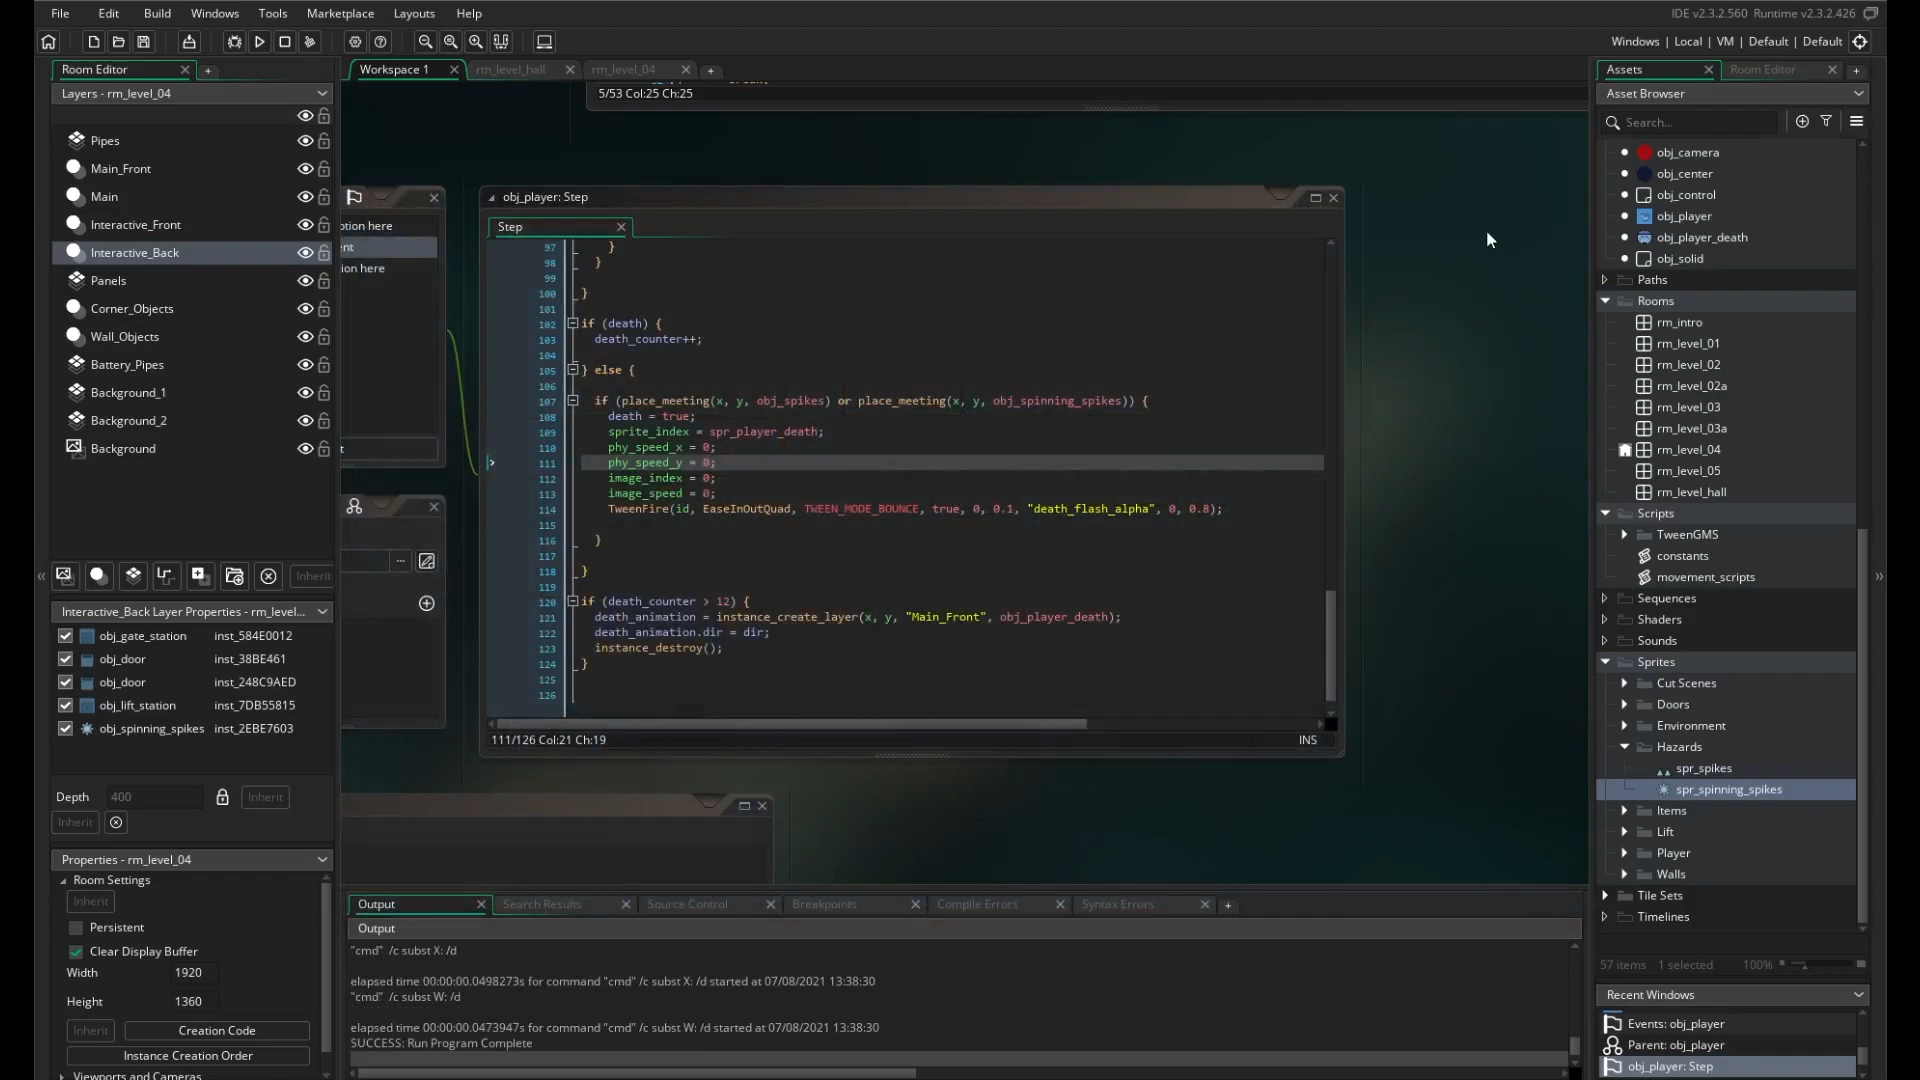 File Edit Build Windows Tools Marketplace Layouts Help
IDE v2.3.2.560 Runtime v2.3.2.426
Windows | Local | VM | Default | Default
Room Editor
Layers - rm_level_04
Pipes
Main_Front
Main
Interactive_Front
Interactive_Back
Panels
Corner_Objects
Wall_Objects
Battery_Pipes
Background_1
Background_2
Background
Inherit
Interactive_Back Layer Properties - rm_level...
obj_gate_station inst_584E0012
obj_door inst_38BE461
obj_door inst_248C9AED
obj_lift_station inst_7DB55815
obj_spinning_spikes inst_2EBE7603
Depth 400 Inherit
Inherit
Properties - rm_level_04
Room Settings
Inherit
Persistent
Clear Display Buffer
Width 1920
Height 1360
Inherit Creation Code
Instance Creation Order
Viewports and Cameras
Workspace 1 rm_level_hall rm_level_04
5/53 Col:25 Ch:25
ption here
ent
ion here
t
...
obj_player: Step
Step
97 }
98 }
99
100 }
101
102 if (death) {
103 death_counter++;
104
105 } else {
106
107 if (place_meeting(x, y, obj_spikes) or place_meeting(x, y, obj_spinning_spikes)) {
108 death = true;
109 sprite_index = spr_player_death;
110 phy_speed_x = 0;
111 phy_speed_y = 0;
112 image_index = 0;
113 image_speed = 0;
114 TweenFire(id, EaseInOutQuad, TWEEN_MODE_BOUNCE, true, 0, 0.1, "death_flash_alpha", 0, 0.8);
115
116 }
117
118 }
119
120 if (death_counter > 12) {
121 death_animation = instance_create_layer(x, y, "Main_Front", obj_player_death);
122 death_animation.dir = dir;
123 instance_destroy();
124 }
125
126
111/126 Col:21 Ch:19 INS
Output Search Results Source Control Breakpoints Compile Errors Syntax Errors
Output
"cmd" /c subst X: /d
elapsed time 00:00:00.0498273s for command "cmd" /c subst X: /d started at 07/08/2021 13:38:30
"cmd" /c subst W: /d
elapsed time 00:00:00.0473947s for command "cmd" /c subst W: /d started at 07/08/2021 13:38:30
SUCCESS: Run Program Complete
Assets Room Editor
Asset Browser
Search...
obj_camera
obj_center
obj_control
obj_player
obj_player_death
obj_solid
Paths
Rooms
rm_intro
rm_level_01
rm_level_02
rm_level_02a
rm_level_03
rm_level_03a
rm_level_04
rm_level_05
rm_level_hall
Scripts
TweenGMS
constants
movement_scripts
Sequences
Shaders
Sounds
Sprites
Cut Scenes
Doors
Environment
Hazards
spr_spikes
spr_spinning_spikes
Items
Lift
Player
Walls
Tile Sets
Timelines
57 items 1 selected 100%
Recent Windows
Events: obj_player
Parent: obj_player
obj_player: Step